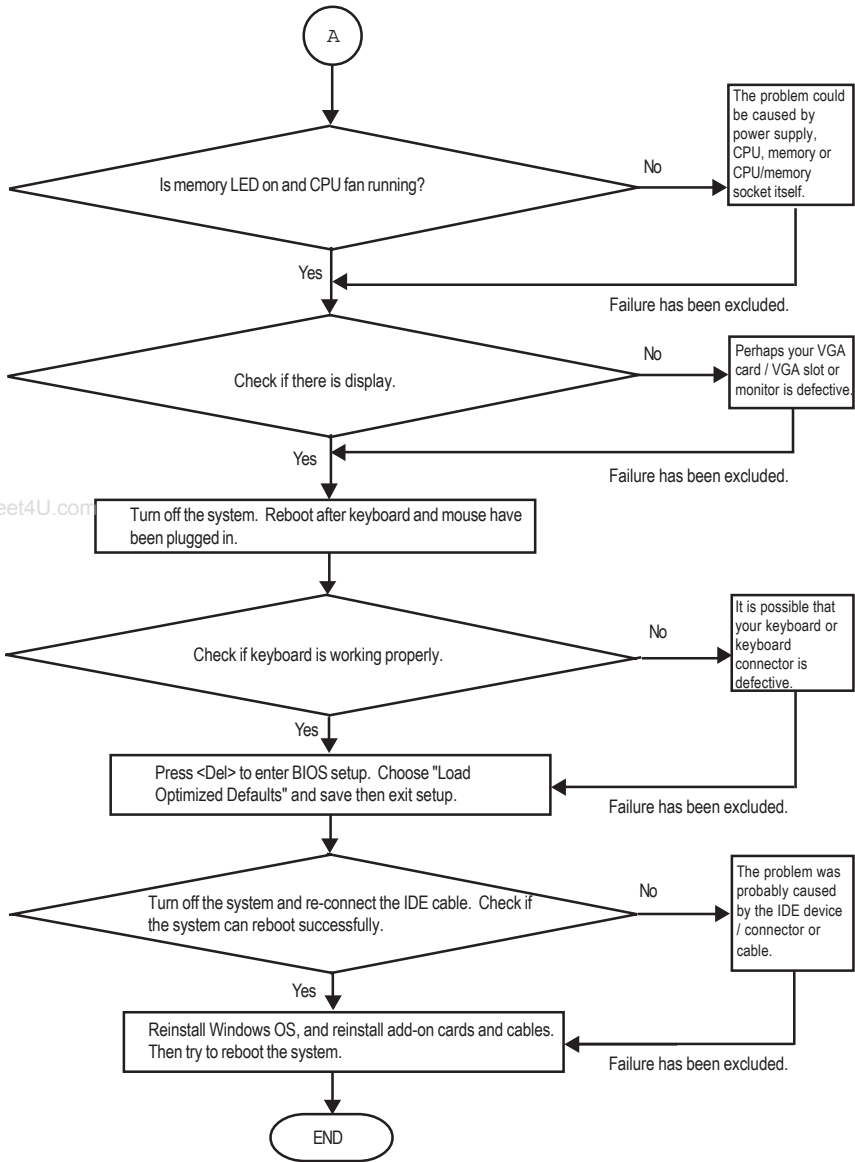 A
Is memory LED on and CPU fan running?
No
The problem could
be caused by
power supply,
CPU, memory or
CPU/memory
socket itself.
Yes
Failure has been excluded.
Check if there is display.
No
Perhaps your VGA
card / VGA slot or
monitor is defective.
Yes
Failure has been excluded.
eet4U.com
Turn off the system. Reboot after keyboard and mouse have
been plugged in.
Check if keyboard is working properly.
No
It is possible that
your keyboard or
keyboard
connector is
defective.
Yes
Press <Del> to enter BIOS setup. Choose "Load
Optimized Defaults" and save then exit setup.
Failure has been excluded.
Turn off the system and re-connect the IDE cable. Check if
the system can reboot successfully.
No
The problem was
probably caused
by the IDE device
/ connector or
cable.
Yes
Reinstall Windows OS, and reinstall add-on cards and cables.
Then try to reboot the system.
Failure has been excluded.
END